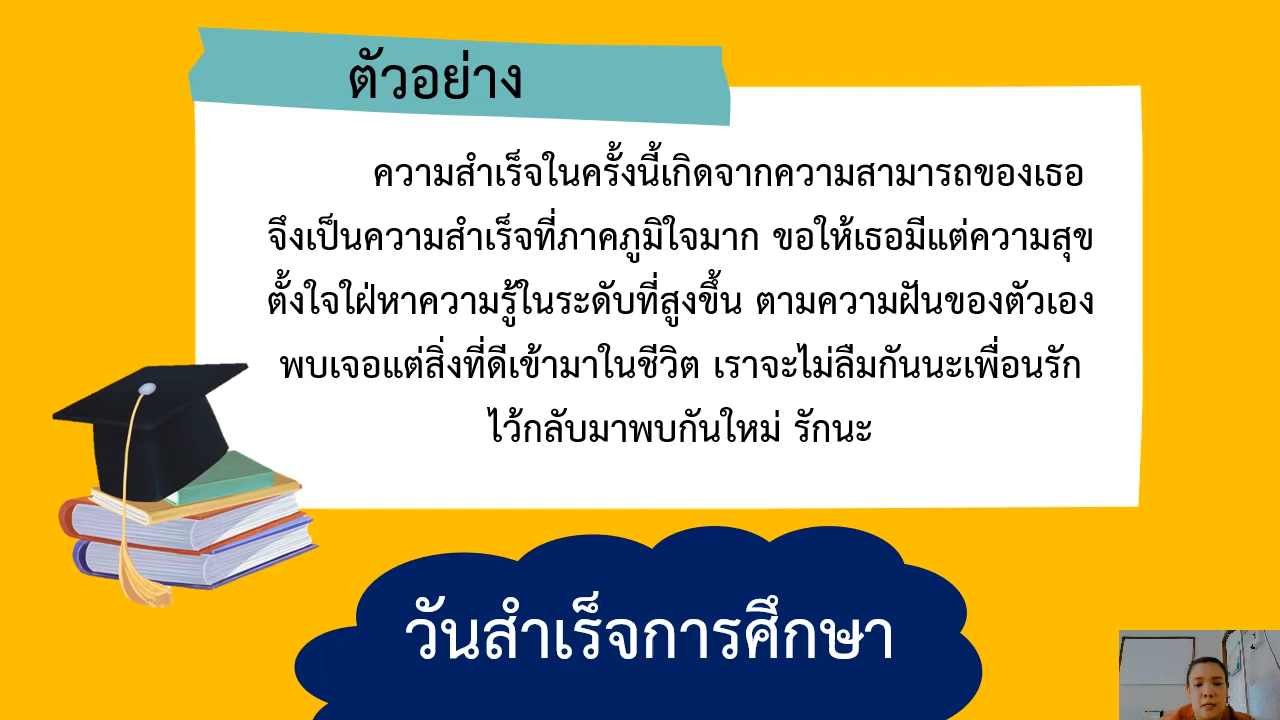 ตัวอย่าง
ความสำเร็จในครั้งนี้เกิดจากความสามารถของเธอ
จึงเป็นความสำเร็จที่ภาคภูมิใจมาก ขอให้เธอมีแต่ความสุข
ตั้งใจใฝ่หาความรู้ในระดับที่สูงขึ้น ตามความฝันของตัวเอง
พบเจอแต่สิ่งที่ดีเข้ามาในชีวิต เราจะไม่ลืมกันนะเพื่อนรัก
ไว้กลับมาพบกันใหม่ รักนะ
วันสำเร็จการศึกษา